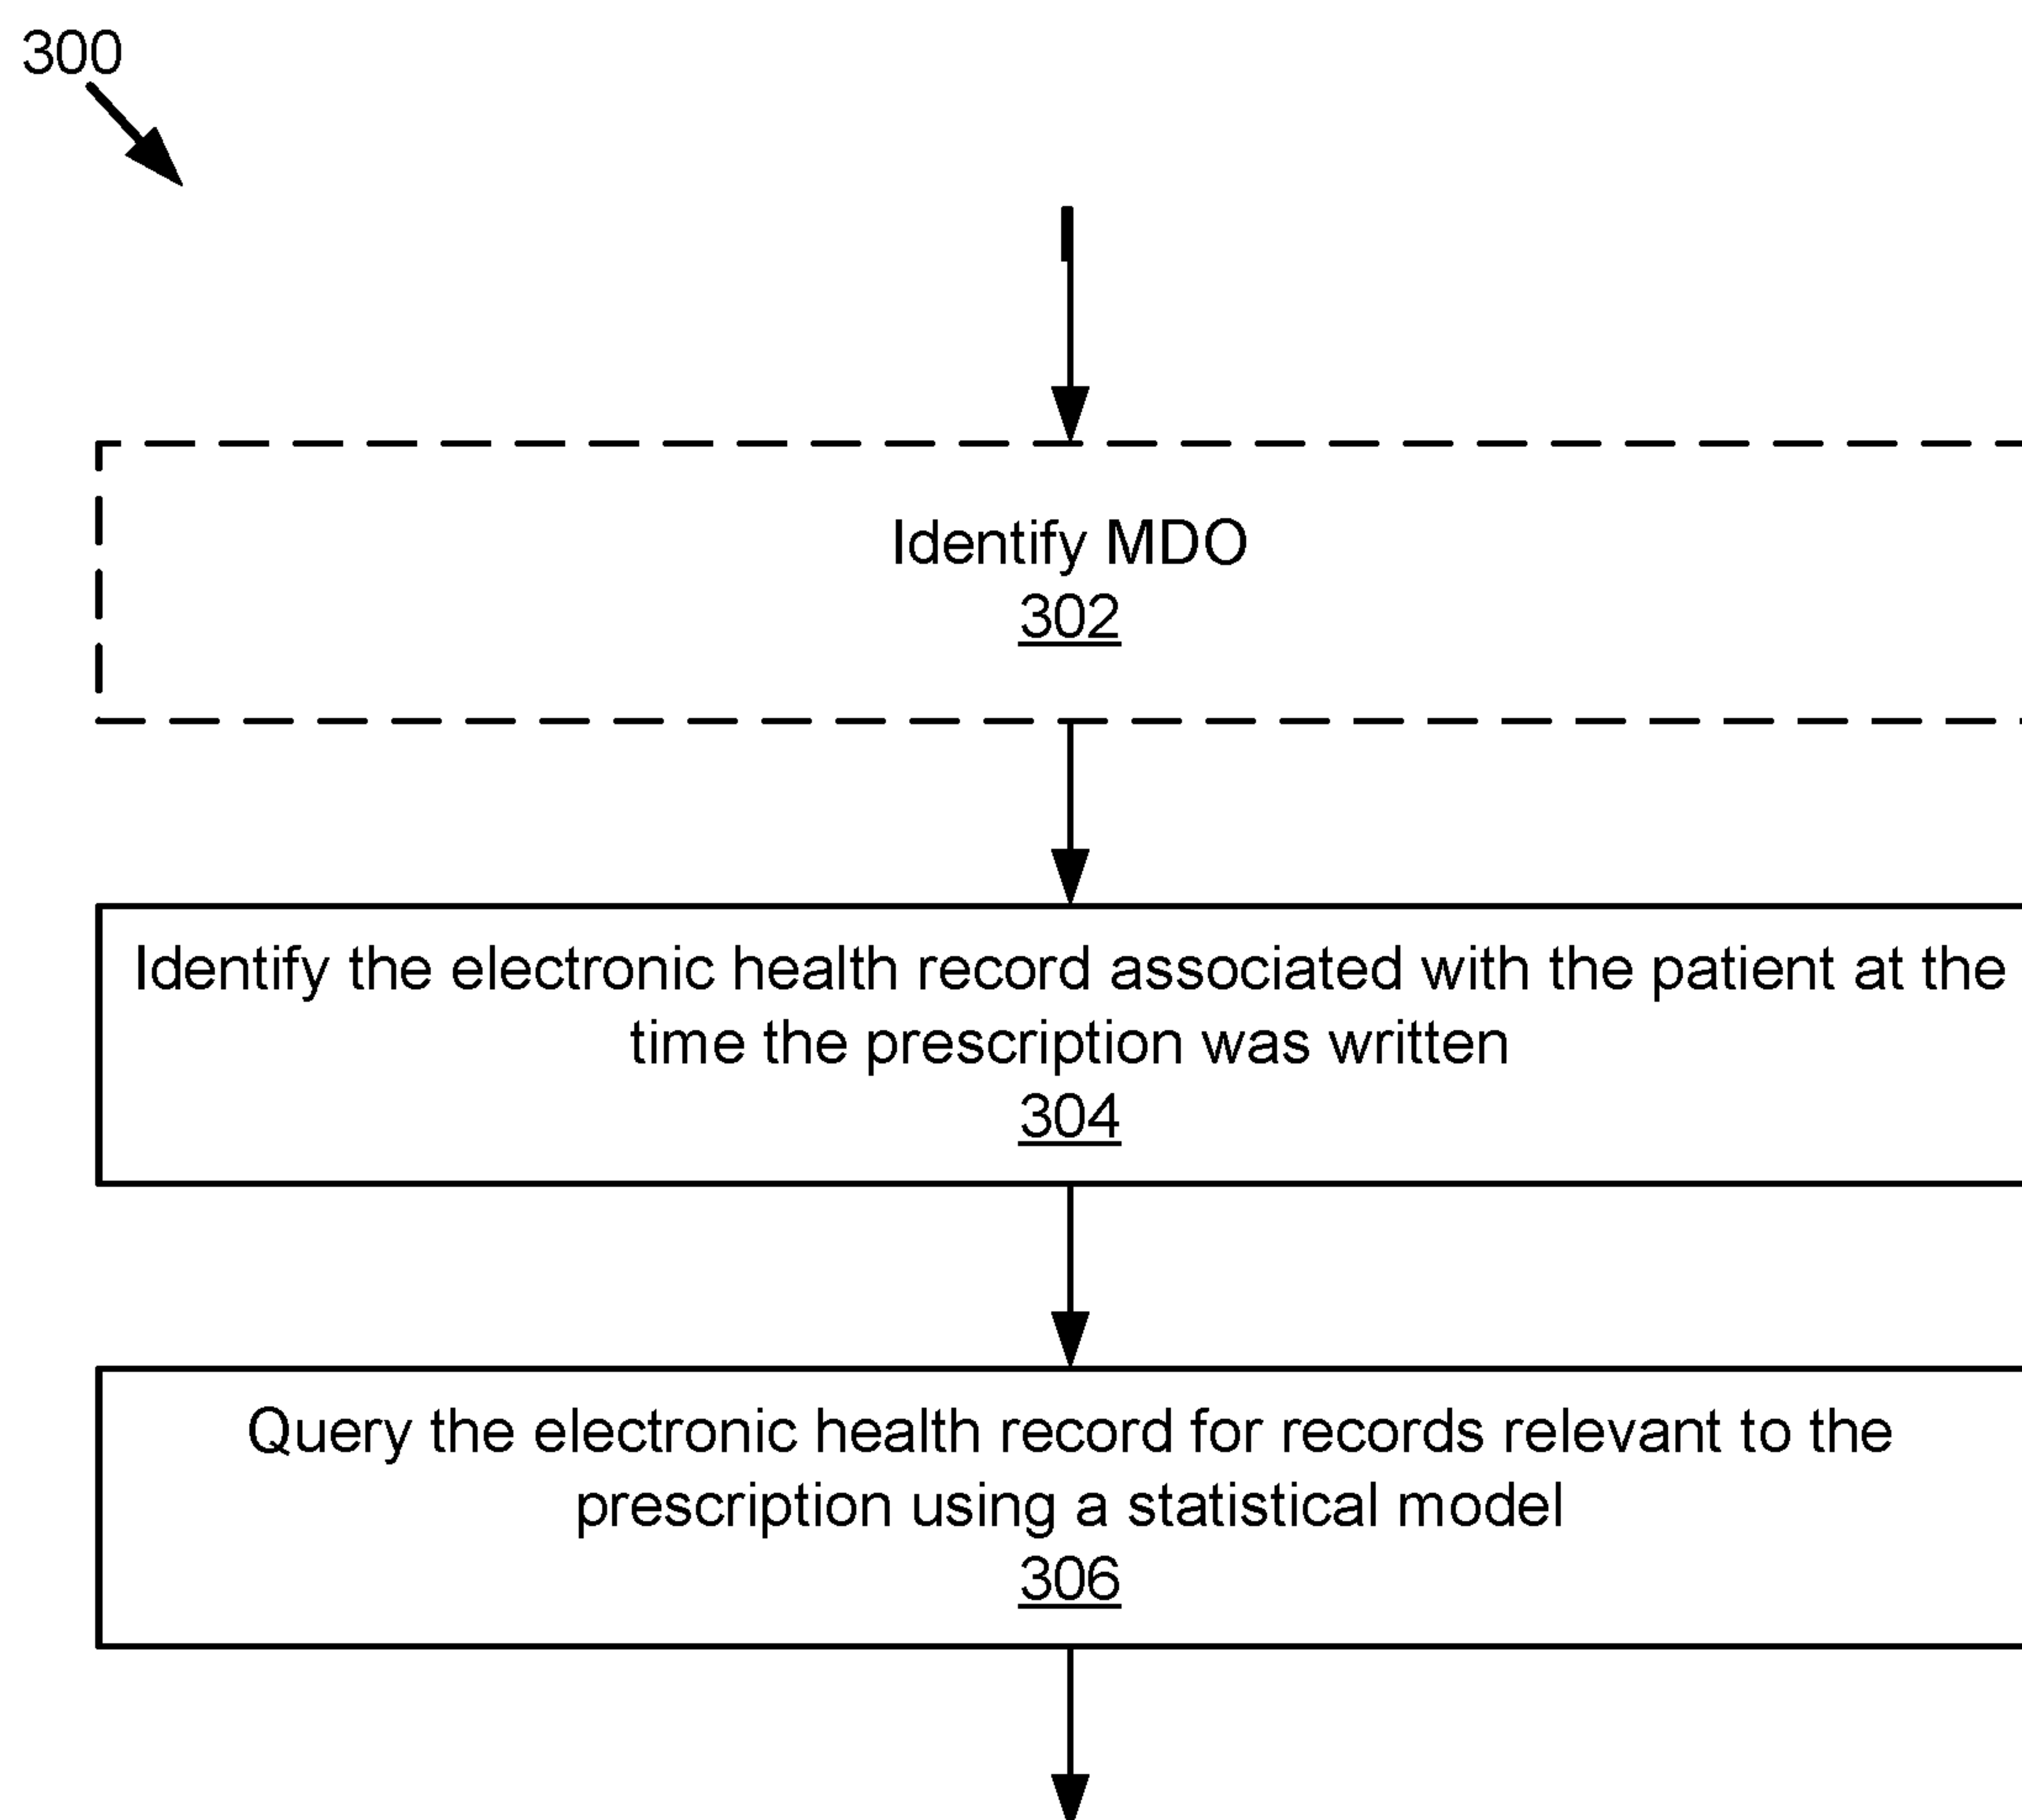 300
Identify MDO
302
Identify the electronic health record associated with the patient at the
time the prescription was written
304
Query the electronic health record for records relevant to the
prescription using a statistical model
306